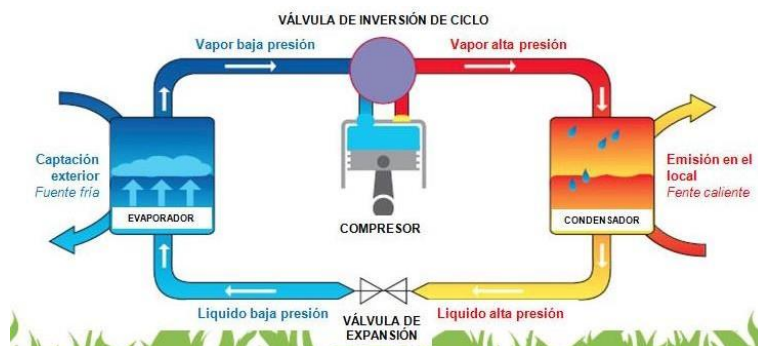 VÁLVULA DE INVERSIÓN DE CICLO
Vapor baja presión
Vapor alta presión
Captación
exterior
Fuente fría
EVAPORADOR
COMPRESOR
CONDENSADOR
Emisión en el
local
Fente caliente
Liquido baja presión
VÁLVULA DE
EXPANSIÓN
Liquido alta presión